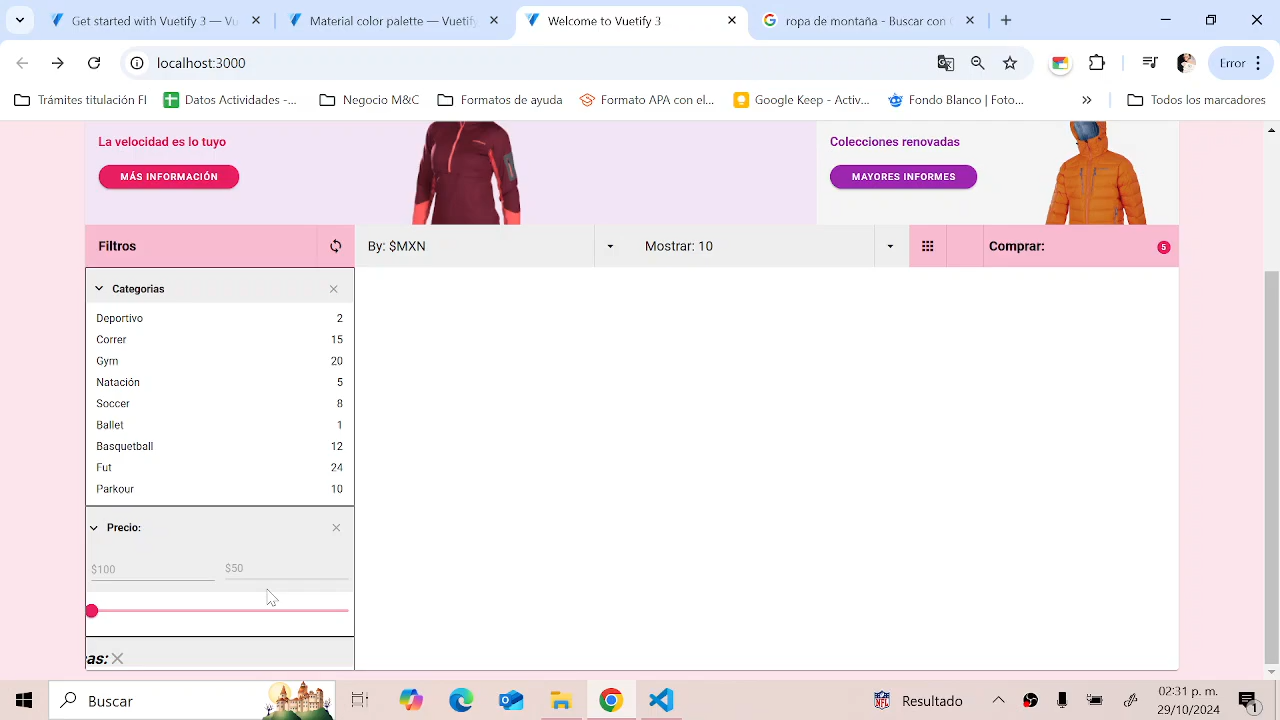 Get started with Vuetify 3 — Vu
Material color palette — Vuetify
Welcome to Vuetify 3
ropa de montaña - Buscar con
localhost:3000
Error
Trámites titulación FI
Datos Actividades -...
Negocio M&C
Formatos de ayuda
Formato APA con el...
Google Keep - Activ...
Fondo Blanco | Foto...
»
Todos los marcadores
La velocidad es lo tuyo
MÁS INFORMACIÓN
Colecciones renovadas
MAYORES INFORMES
Filtros
By: $MXN
Mostrar: 10
Comprar:
5
Categorias
Deportivo 2
Correr 15
Gym 20
Natación 5
Soccer 8
Ballet 1
Basquetball 12
Fut 24
Parkour 10
Precio:
$100
$50
as:
Buscar
Resultado
02:31 p. m.
29/10/2024
1